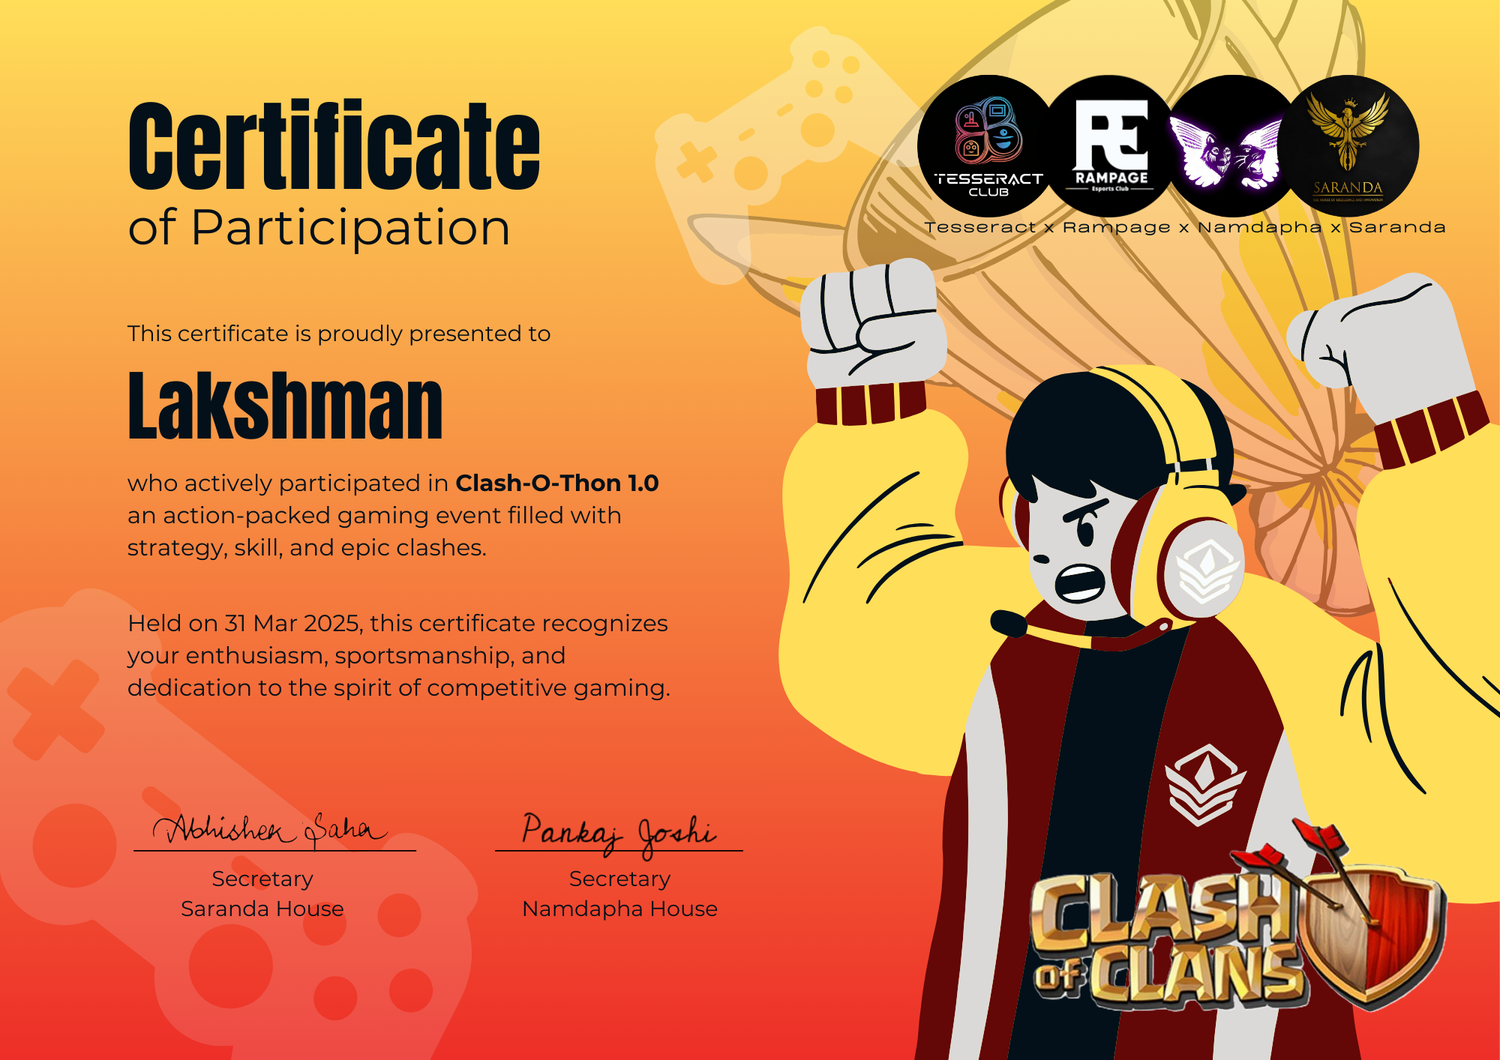 Certificate
of Participation
TESSERACT
CLUB
RAMPAGE
Esports Club
SARANDA
Tesseract x Rampage x Namdapha x Saranda
This certificate is proudly presented to
Lakshman
who actively participated in Clash-O-Thon 1.0
an action-packed gaming event filled with
strategy, skill, and epic clashes.
Held on 31 Mar 2025, this certificate recognizes
your enthusiasm, sportsmanship, and
dedication to the spirit of competitive gaming.
Abhishek Saha
Secretary
Saranda House
Pankaj Joshi
Secretary
Namdapha House
CLASH
OF CLANS